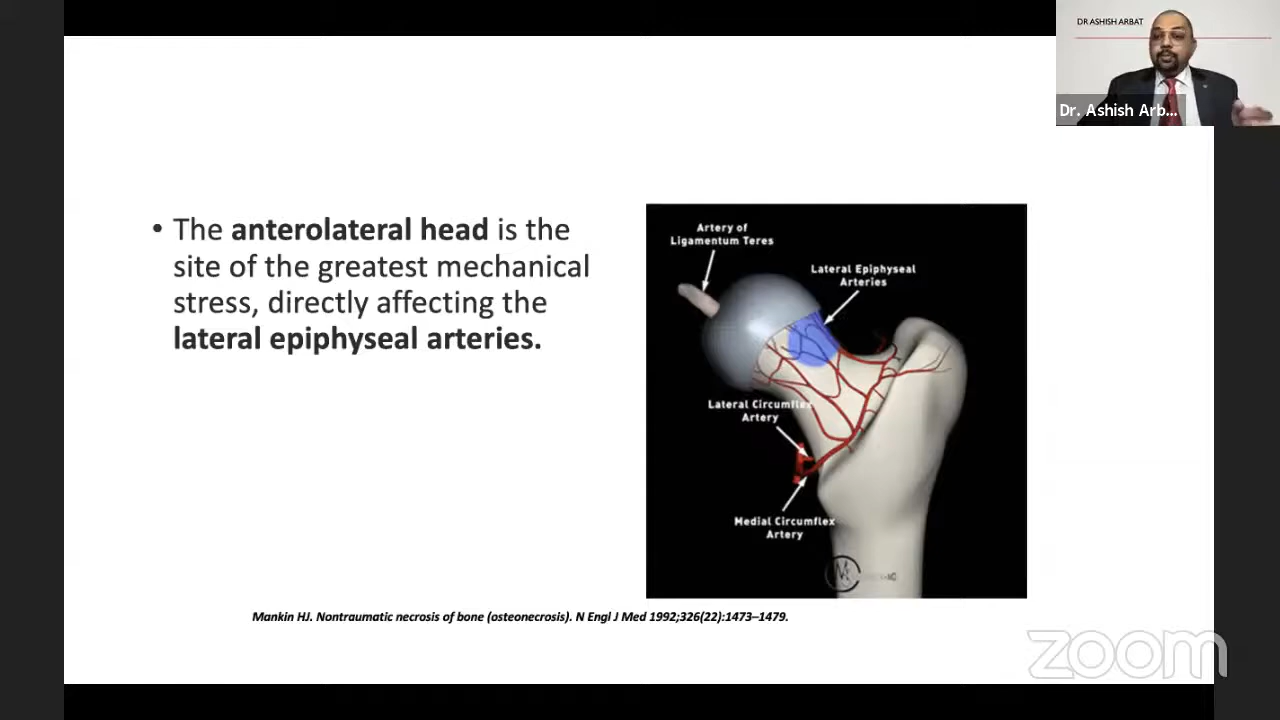 DR ASHISH ARBAT
Dr. Ashish Arb...
• The anterolateral head is the
site of the greatest mechanical
stress, directly affecting the
lateral epiphyseal arteries.
Artery of
Ligamentum Teres
Lateral Epiphyseal
Arteries
Lateral Circumflex
Artery
Medial Circumflex
Artery
Mankin HJ. Nontraumatic necrosis of bone (osteonecrosis). N Engl J Med 1992;326(22):1473–1479.
zoom